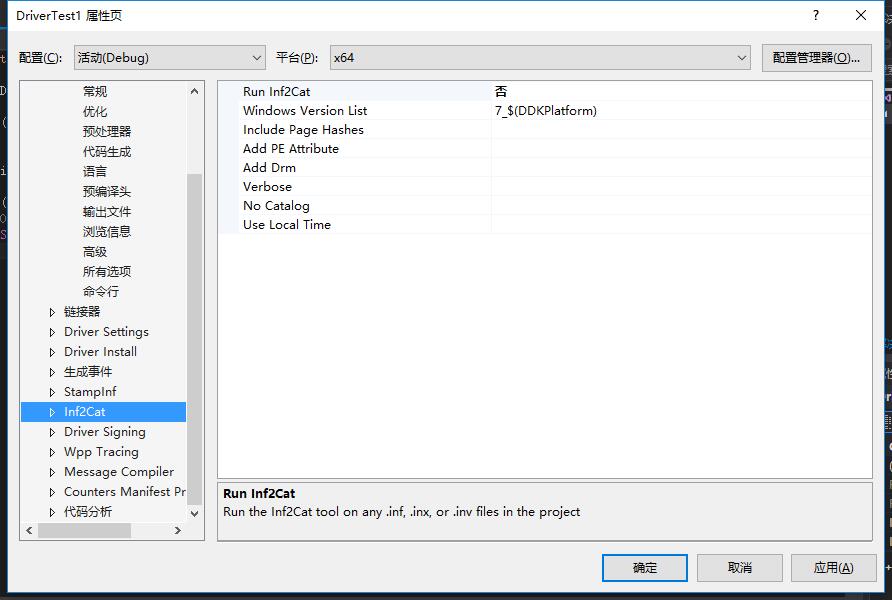 DriverTest1 属性页
配置(C): 活动(Debug) 平台(P): x64 配置管理器(O)...
常规
优化
预处理器
代码生成
语言
预编译头
输出文件
浏览信息
高级
所有选项
命令行
链接器
Driver Settings
Driver Install
生成事件
StampInf
Inf2Cat
Driver Signing
Wpp Tracing
Message Compiler
Counters Manifest Pr
代码分析
Run Inf2Cat 否
Windows Version List 7_$(DDKPlatform)
Include Page Hashes
Add PE Attribute
Add Drm
Verbose
No Catalog
Use Local Time
Run Inf2Cat
Run the Inf2Cat tool on any .inf, .inx, or .inv files in the project
确定 取消 应用(A)